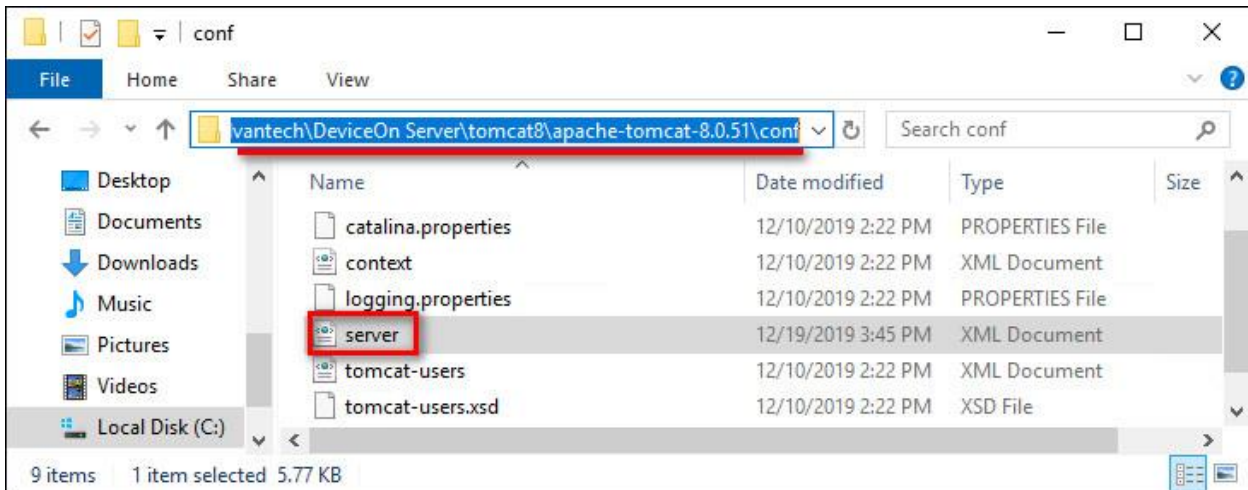 conf
File Home Share View
vantech\DeviceOn Server\tomcat8\apache-tomcat-8.0.51\conf Search conf
Desktop
Documents
Downloads
Music
Pictures
Videos
Local Disk (C:)
Name Date modified Type Size
catalina.properties 12/10/2019 2:22 PM PROPERTIES File
context 12/10/2019 2:22 PM XML Document
logging.properties 12/10/2019 2:22 PM PROPERTIES File
server 12/19/2019 3:45 PM XML Document
tomcat-users 12/10/2019 2:22 PM XML Document
tomcat-users.xsd 12/10/2019 2:22 PM XSD File
9 items 1 item selected 5.77 KB